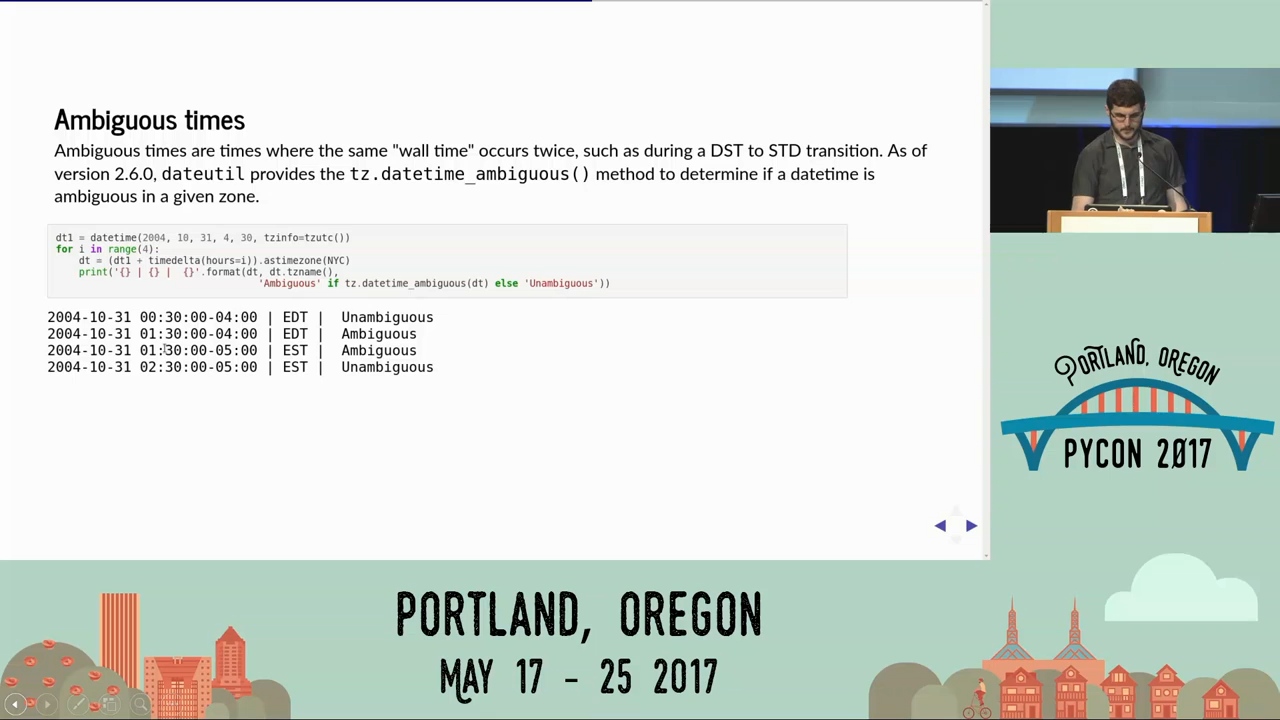 Ambiguous times
Ambiguous times are times where the same "wall time" occurs twice, such as during a DST to STD transition. As of
version 2.6.0, dateutil provides the tz.datetime_ambiguous() method to determine if a datetime is
ambiguous in a given zone.
dt1 = datetime(2004, 10, 31, 4, 30, tzinfo=tzutc())
for i in range(4):
    dt = (dt1 + timedelta(hours=i)).astimezone(NYC)
    print('{} | {} |  {}'.format(dt, dt.tzname(),
                                 'Ambiguous' if tz.datetime_ambiguous(dt) else 'Unambiguous'))
2004-10-31 00:30:00-04:00 | EDT |  Unambiguous
2004-10-31 01:30:00-04:00 | EDT |  Ambiguous
2004-10-31 01:30:00-05:00 | EST |  Ambiguous
2004-10-31 02:30:00-05:00 | EST |  Unambiguous
PORTLAND, OREGON
PYCON 2017
PORTLAND, OREGON
MAY 17 - 25 2017